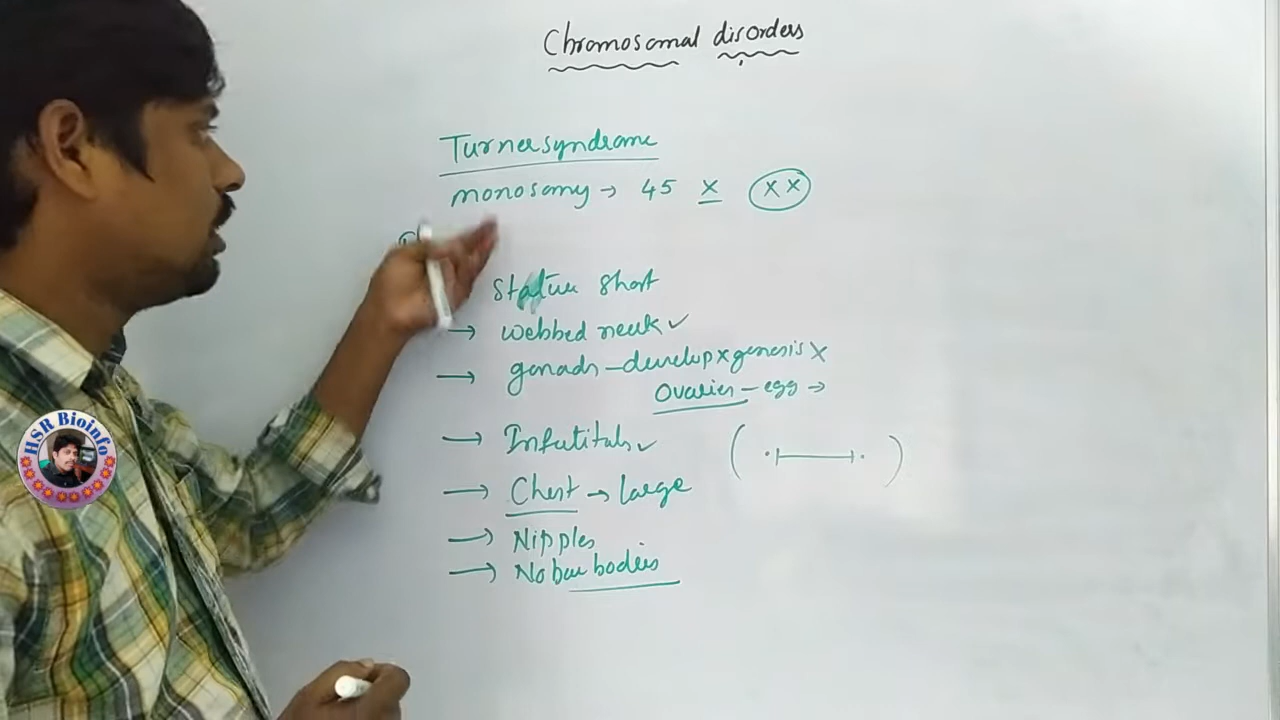 Chromosomal disorders
Turner syndrome
monosomy → 45 X XX
Stature short
→ webbed neck ✓
→ gonads – develop x genesis x
Ovaries – egg →
→ ✓
→ Chest → large
→ Nipples
→ No bar bodies
HSR Bioinfo